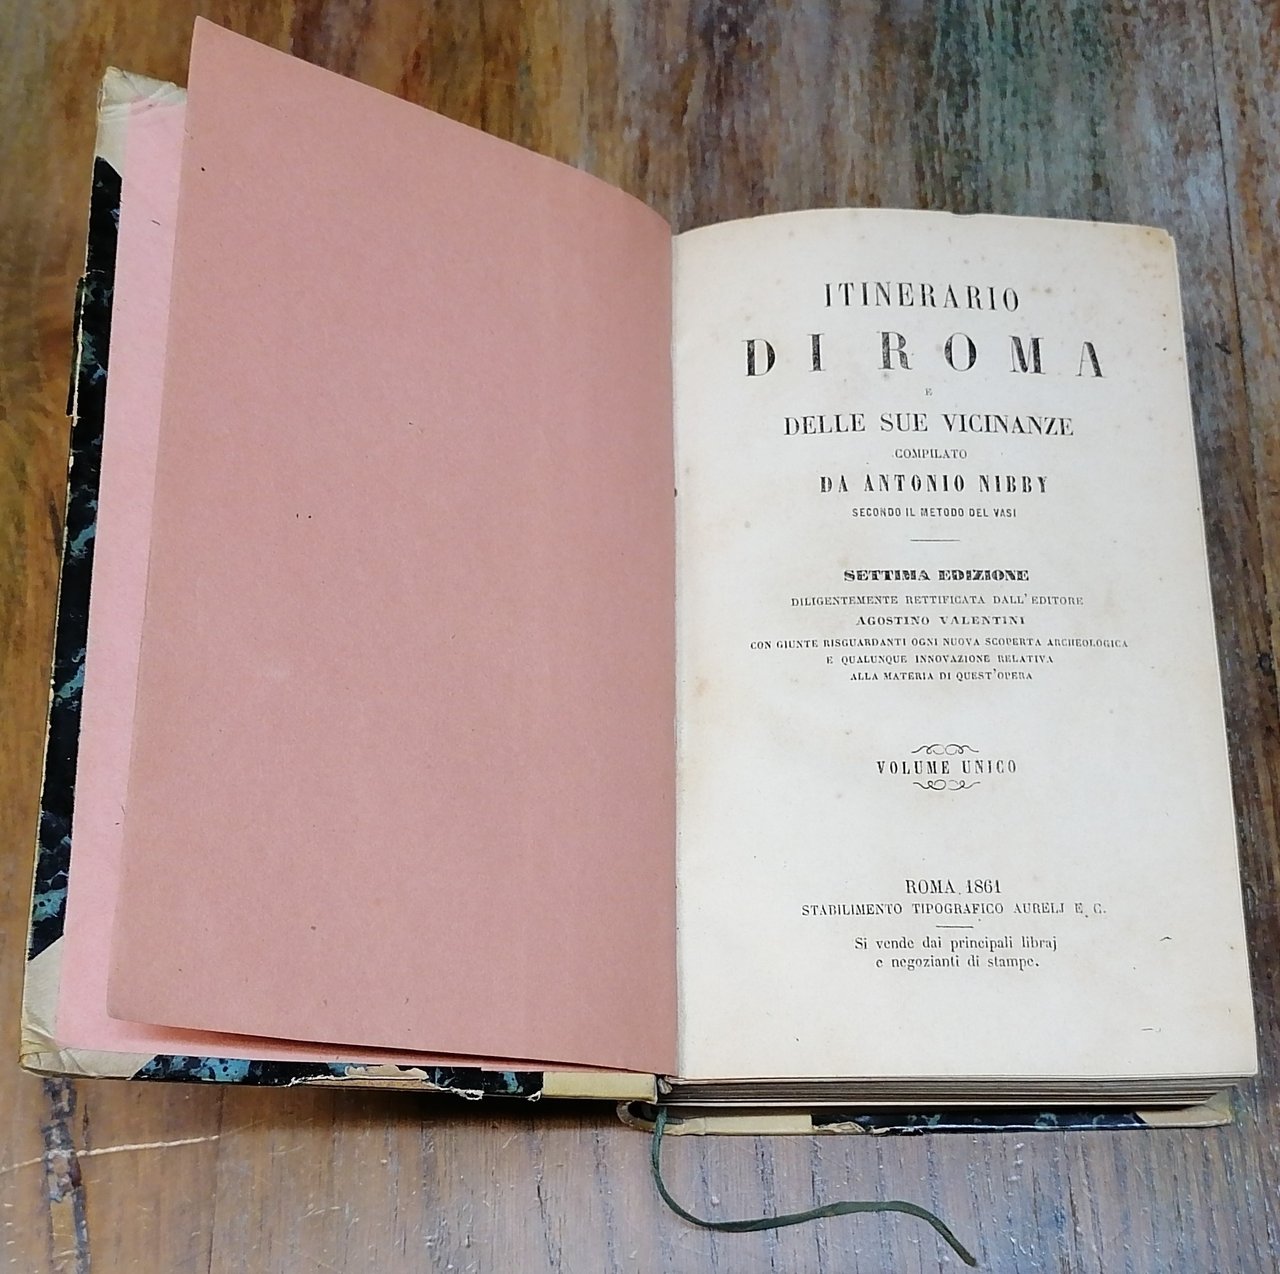 ITINERARIO
DI ROMA
E
DELLE SUE VICINANZE
COMPILATO
DA ANTONIO NIBBY
SECONDO IL METODO DEL VASI
SETTIMA EDIZIONE
DILIGENTEMENTE RETTIFICATA DALL' EDITORE
AGOSTINO VALENTINI
CON GIUNTE RISGUARDANTI OGNI NUOVA SCOPERTA ARCHEOLOGICA
E QUALUNQUE INNOVAZIONE RELATIVA
ALLA MATERIA DI QUEST'OPERA
VOLUME UNICO
ROMA 1861
STABILIMENTO TIPOGRAFICO AURELJ E C.
Si vende dai principali libraj
e negozianti di stampe.